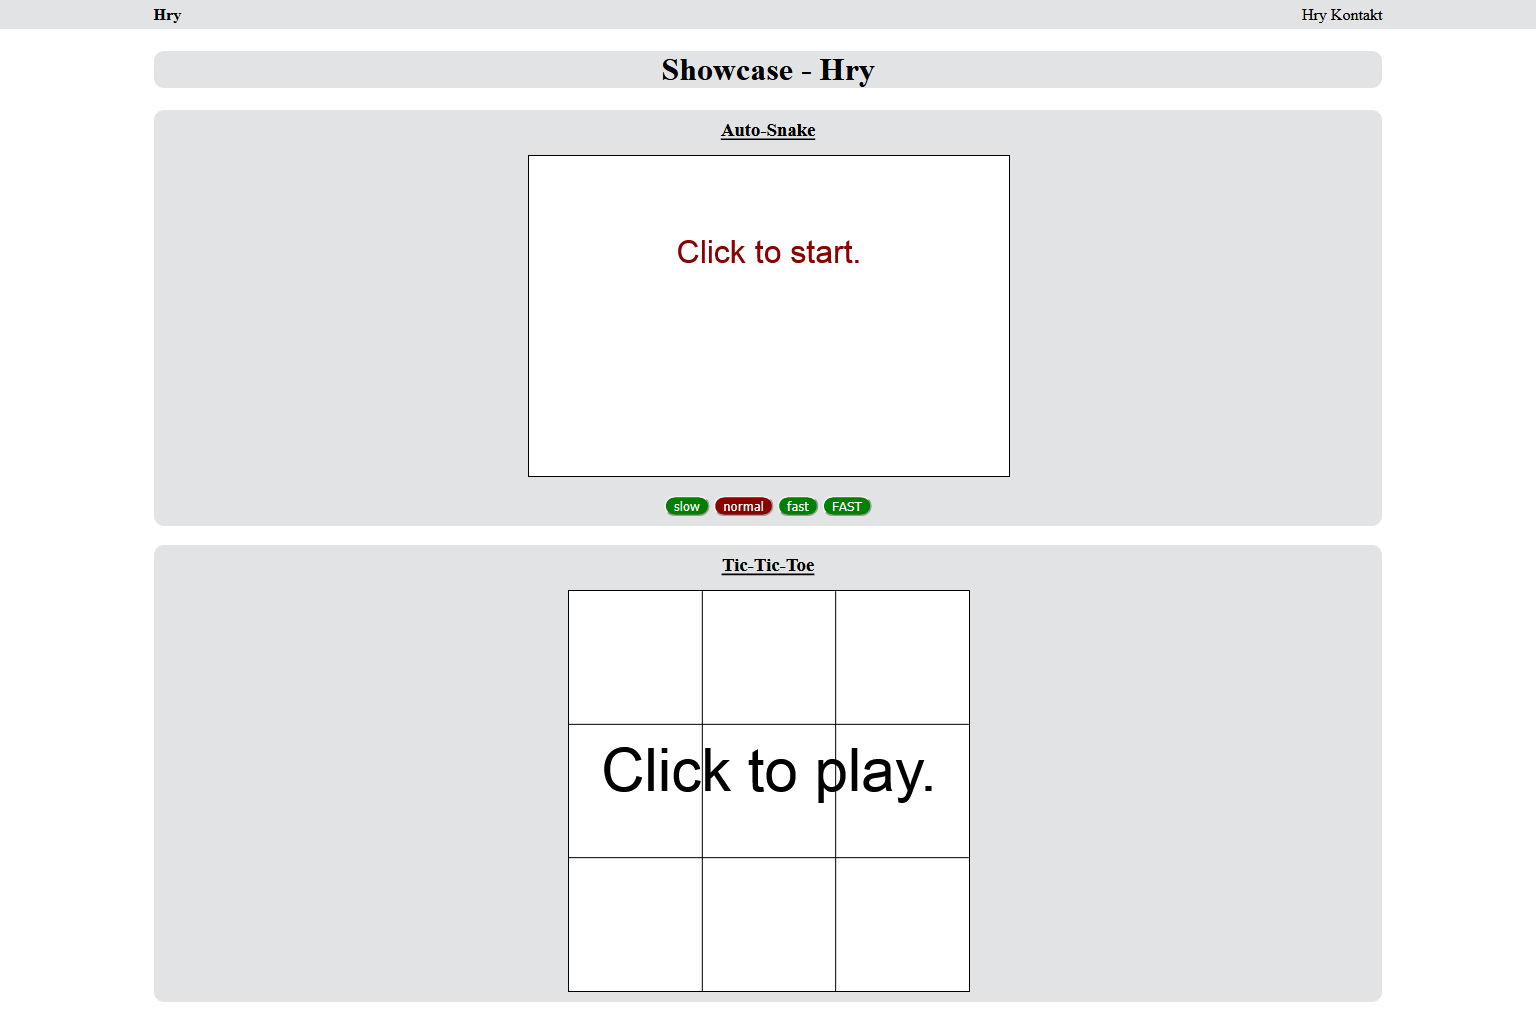 Hry
Hry Kontakt
Showcase - Hry
Auto-Snake
Click to start.
slow normal fast FAST
Tic-Tic-Toe
Click to play.